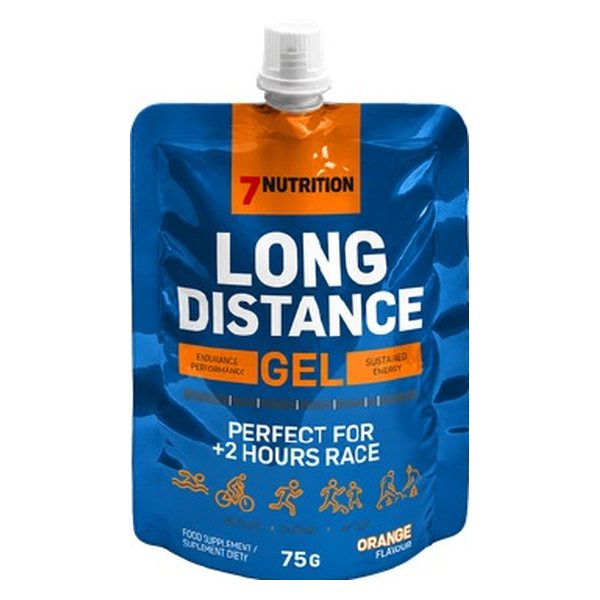 7NUTRITION
LONG
DISTANCE
ENDURANCE
PERFORMANCE
GEL
SUSTAINED
ENERGY
PERFECT FOR
+2 HOURS RACE
FOOD SUPPLEMENT /
SUPLEMENT DIETY
75G
ORANGE
FLAVOUR